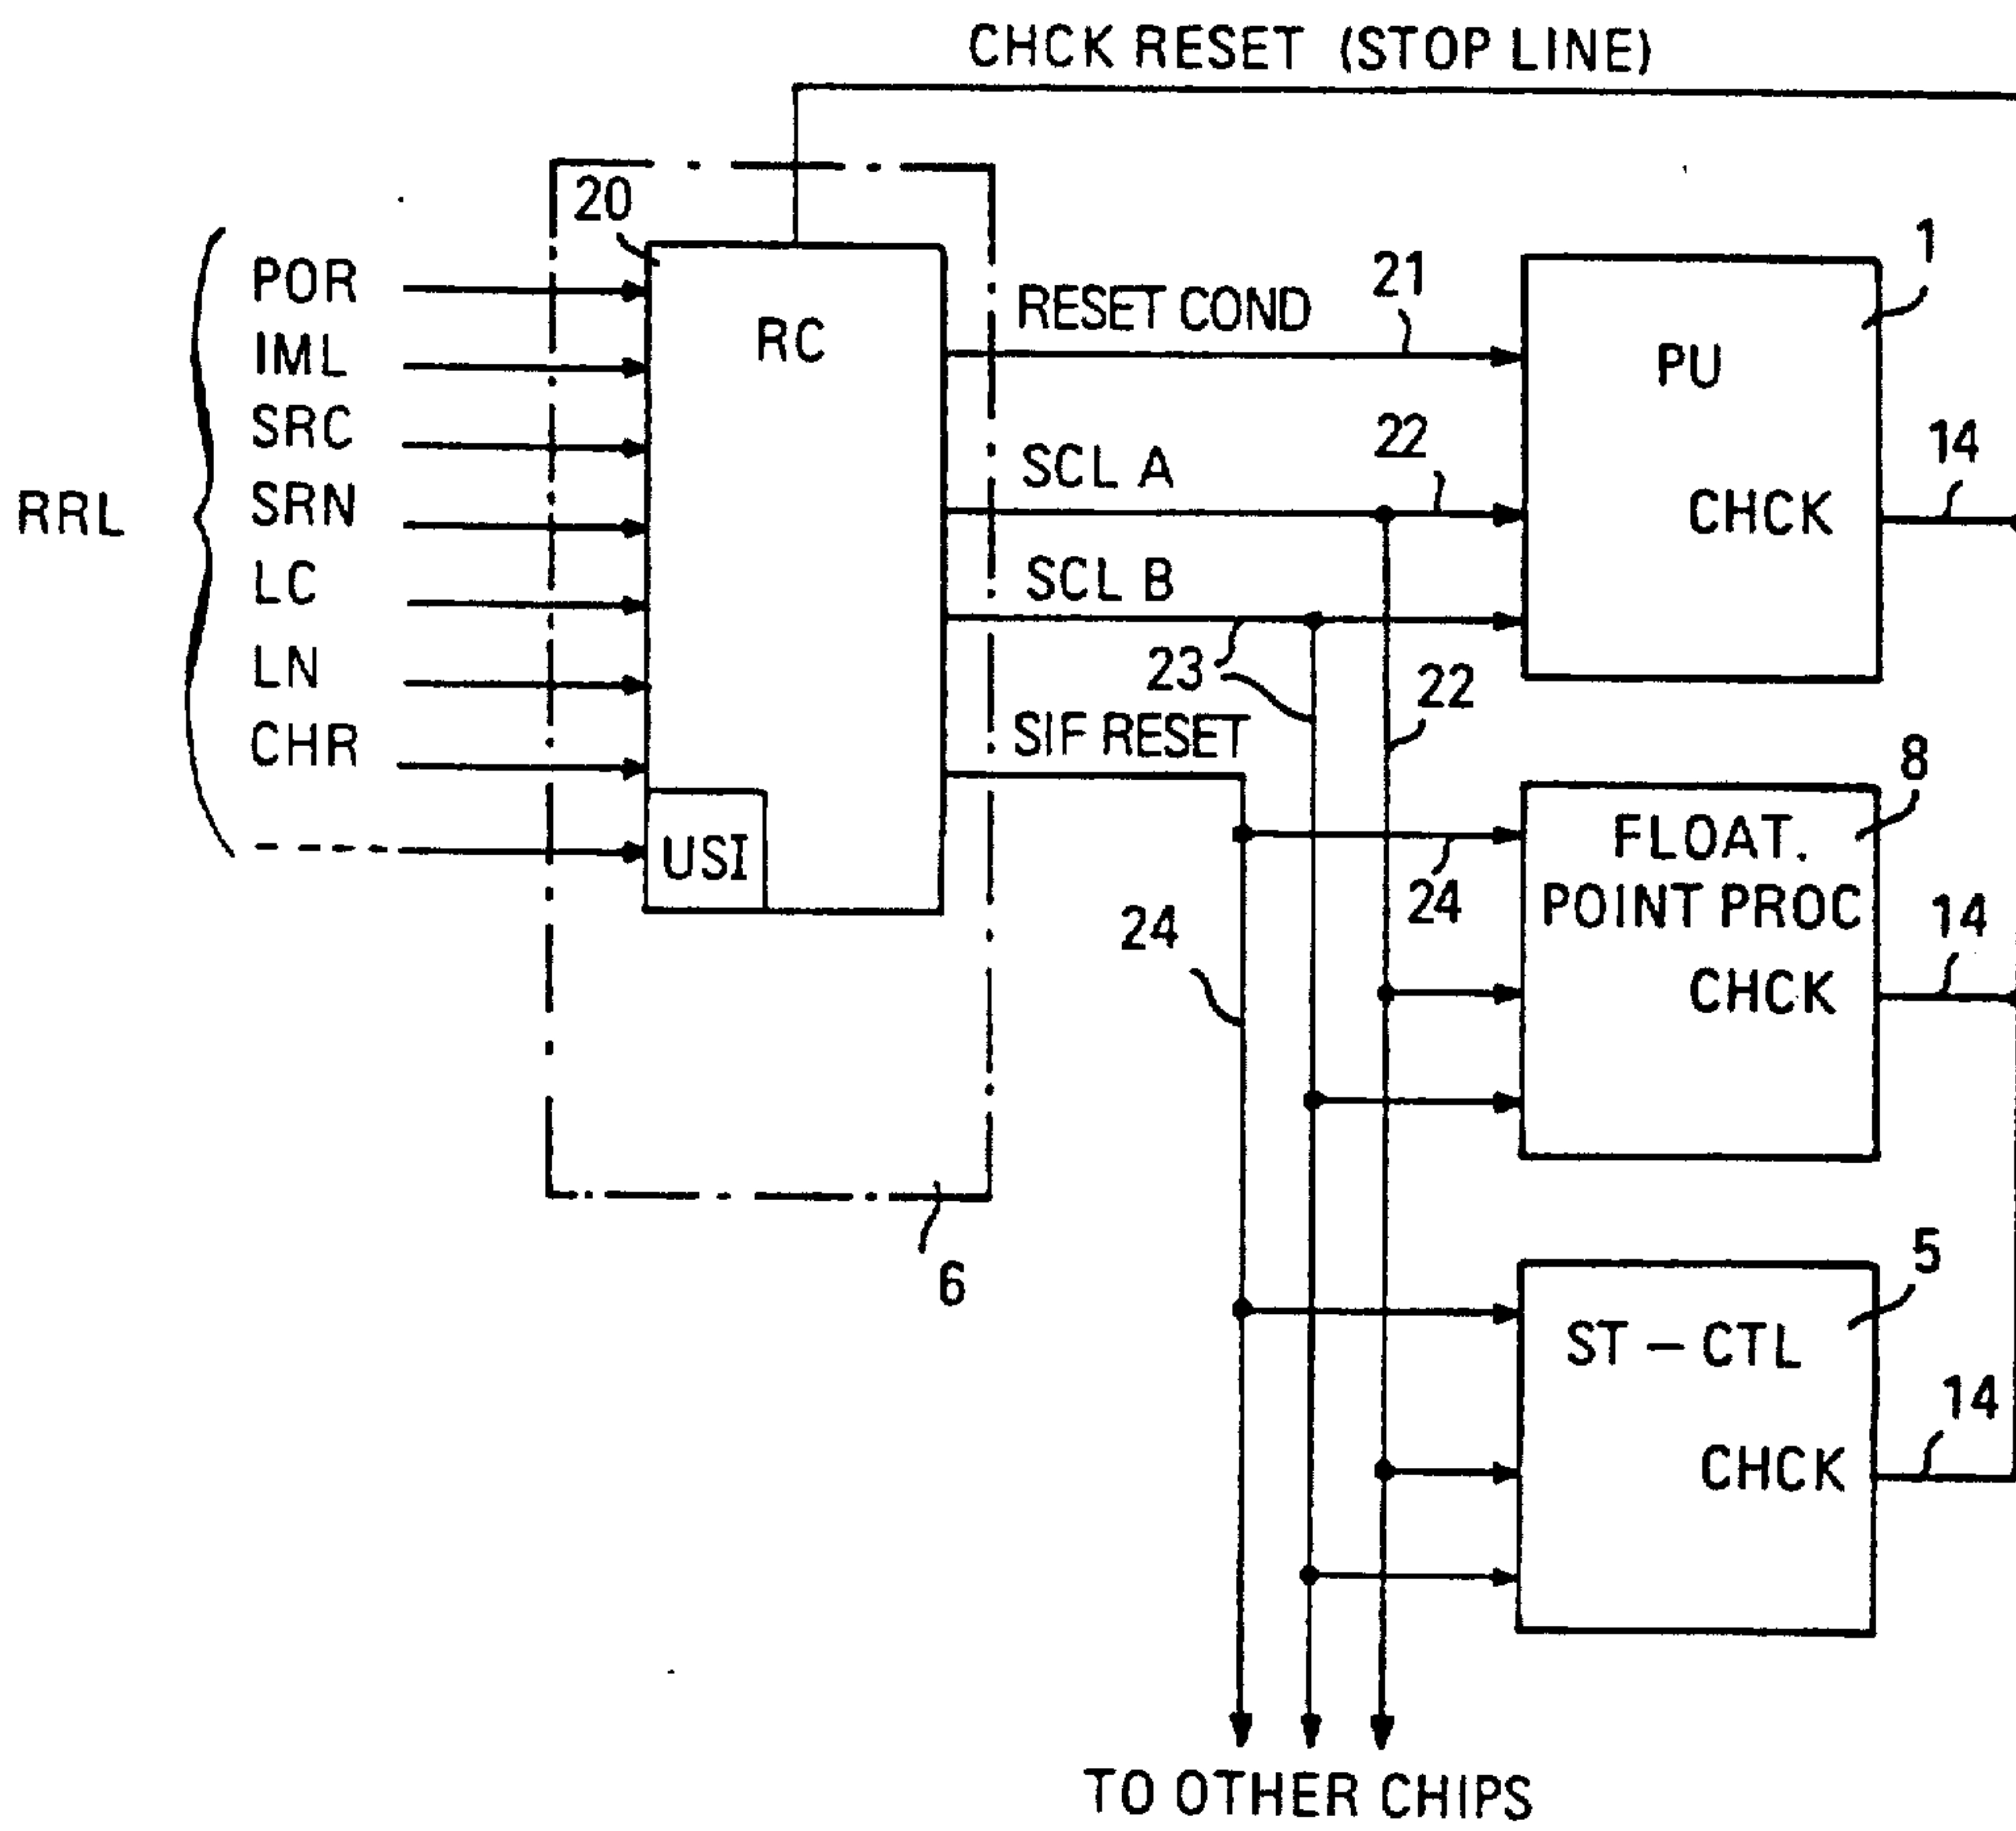 CHCK RESET (STOP LINE)
20
RRL
POR
IML
SRC
SRN
LC
LN
CHR
RC
USI
6
RESET COND
21
SCL A
22
SCL B
23
22
SIF RESET
24
24
1
PU
CHCK
14
8
FLOAT.
POINT PROC
CHCK
14
5
ST – CTL
CHCK
14
TO OTHER CHIPS